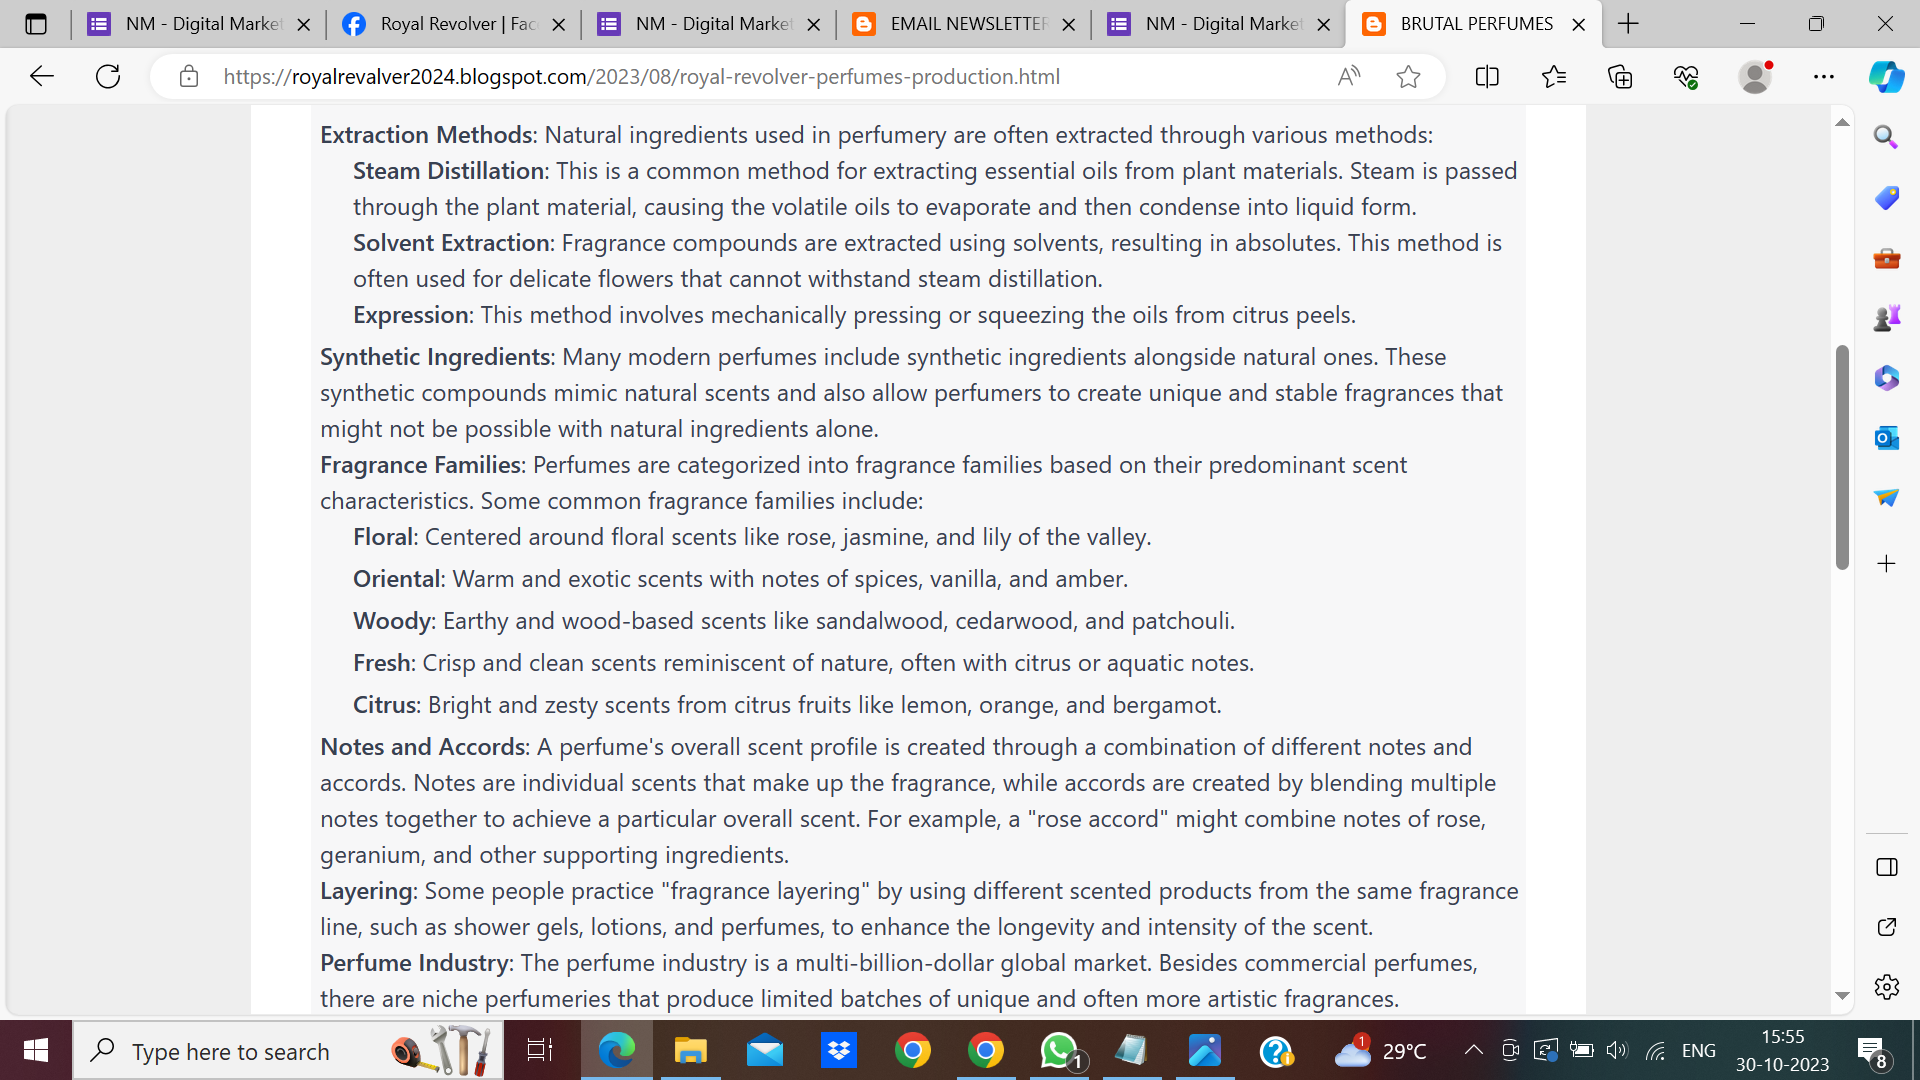 NM - Digital Market
Royal Revolver | Fac
NM - Digital Market
EMAIL NEWSLETTER
NM - Digital Market
BRUTAL PERFUMES
https://royalrevalver2024.blogspot.com/2023/08/royal-revolver-perfumes-production.html
Extraction Methods: Natural ingredients used in perfumery are often extracted through various methods:
Steam Distillation: This is a common method for extracting essential oils from plant materials. Steam is passed
through the plant material, causing the volatile oils to evaporate and then condense into liquid form.
Solvent Extraction: Fragrance compounds are extracted using solvents, resulting in absolutes. This method is
often used for delicate flowers that cannot withstand steam distillation.
Expression: This method involves mechanically pressing or squeezing the oils from citrus peels.
Synthetic Ingredients: Many modern perfumes include synthetic ingredients alongside natural ones. These
synthetic compounds mimic natural scents and also allow perfumers to create unique and stable fragrances that
might not be possible with natural ingredients alone.
Fragrance Families: Perfumes are categorized into fragrance families based on their predominant scent
characteristics. Some common fragrance families include:
Floral: Centered around floral scents like rose, jasmine, and lily of the valley.
Oriental: Warm and exotic scents with notes of spices, vanilla, and amber.
Woody: Earthy and wood-based scents like sandalwood, cedarwood, and patchouli.
Fresh: Crisp and clean scents reminiscent of nature, often with citrus or aquatic notes.
Citrus: Bright and zesty scents from citrus fruits like lemon, orange, and bergamot.
Notes and Accords: A perfume's overall scent profile is created through a combination of different notes and
accords. Notes are individual scents that make up the fragrance, while accords are created by blending multiple
notes together to achieve a particular overall scent. For example, a "rose accord" might combine notes of rose,
geranium, and other supporting ingredients.
Layering: Some people practice "fragrance layering" by using different scented products from the same fragrance
line, such as shower gels, lotions, and perfumes, to enhance the longevity and intensity of the scent.
Perfume Industry: The perfume industry is a multi-billion-dollar global market. Besides commercial perfumes,
there are niche perfumeries that produce limited batches of unique and often more artistic fragrances.
Type here to search
1
1
29°C
ENG
15:55
30-10-2023
8